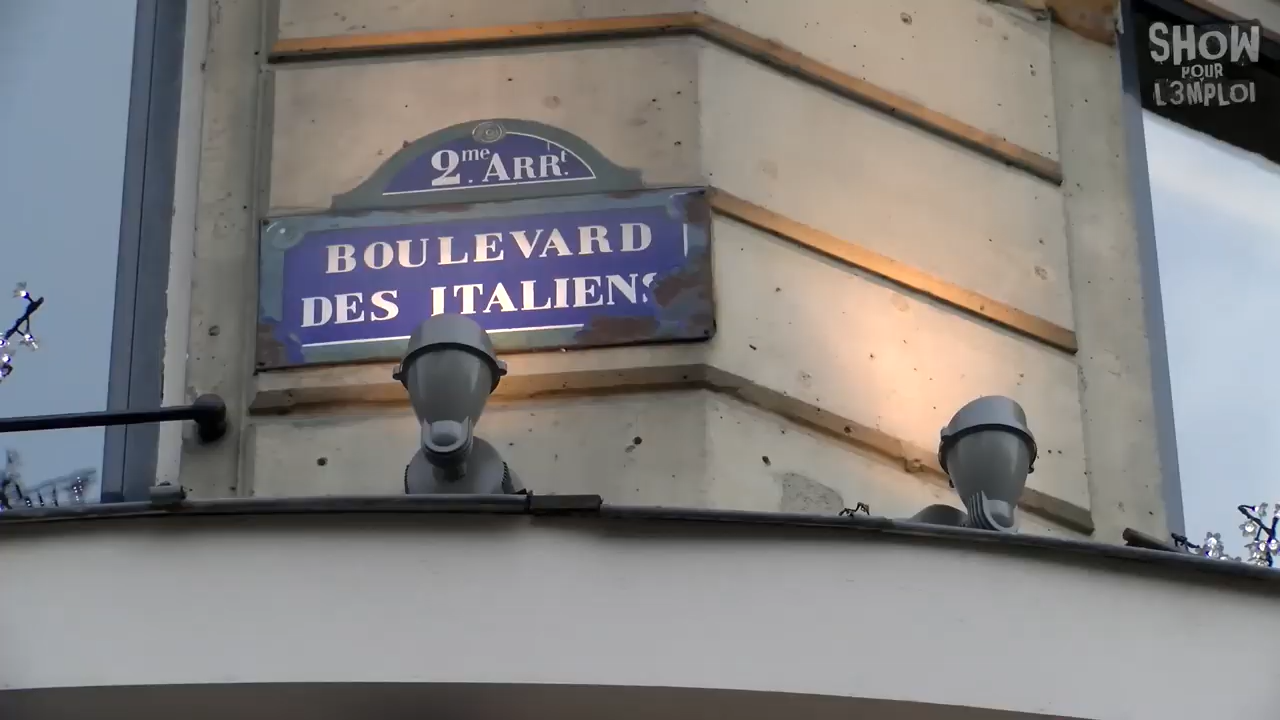 2me. ARRt.
BOULEVARD
DES ITALIENS
SHOW
POUR
L3MPLOI